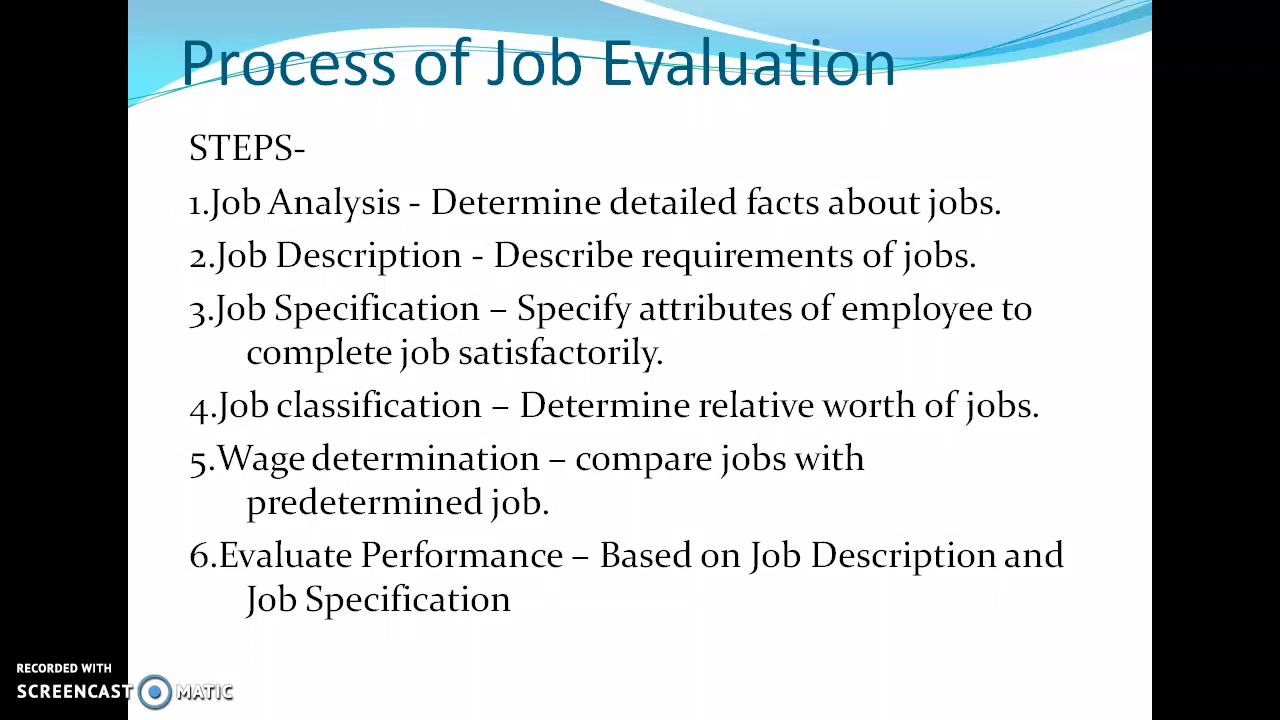 Process of Job Evaluation
STEPS-
1.Job Analysis - Determine detailed facts about jobs.
2.Job Description - Describe requirements of jobs.
3.Job Specification – Specify attributes of employee to
complete job satisfactorily.
4.Job classification – Determine relative worth of jobs.
5.Wage determination – compare jobs with
predetermined job.
6.Evaluate Performance – Based on Job Description and
Job Specification
RECORDED WITH
SCREENCAST MATIC